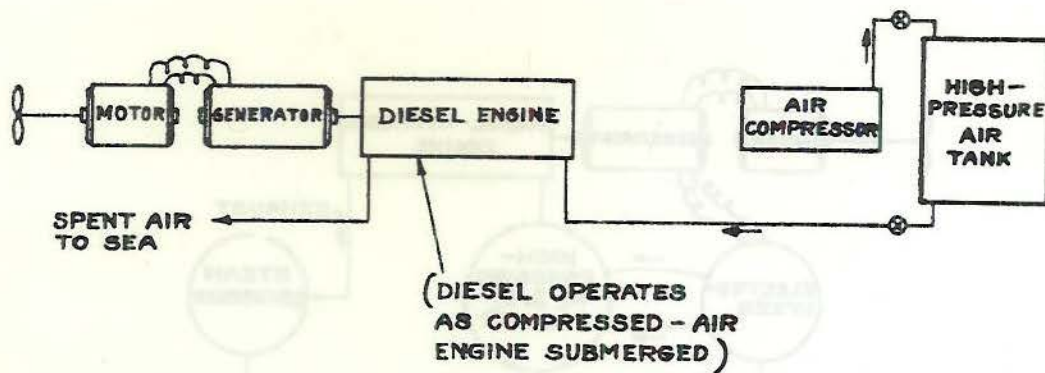 MOTOR
GENERATOR
DIESEL ENGINE
AIR
COMPRESSOR
HIGH-
PRESSURE
AIR
TANK
SPENT AIR
TO SEA
(DIESEL OPERATES
AS COMPRESSED-AIR
ENGINE SUBMERGED)